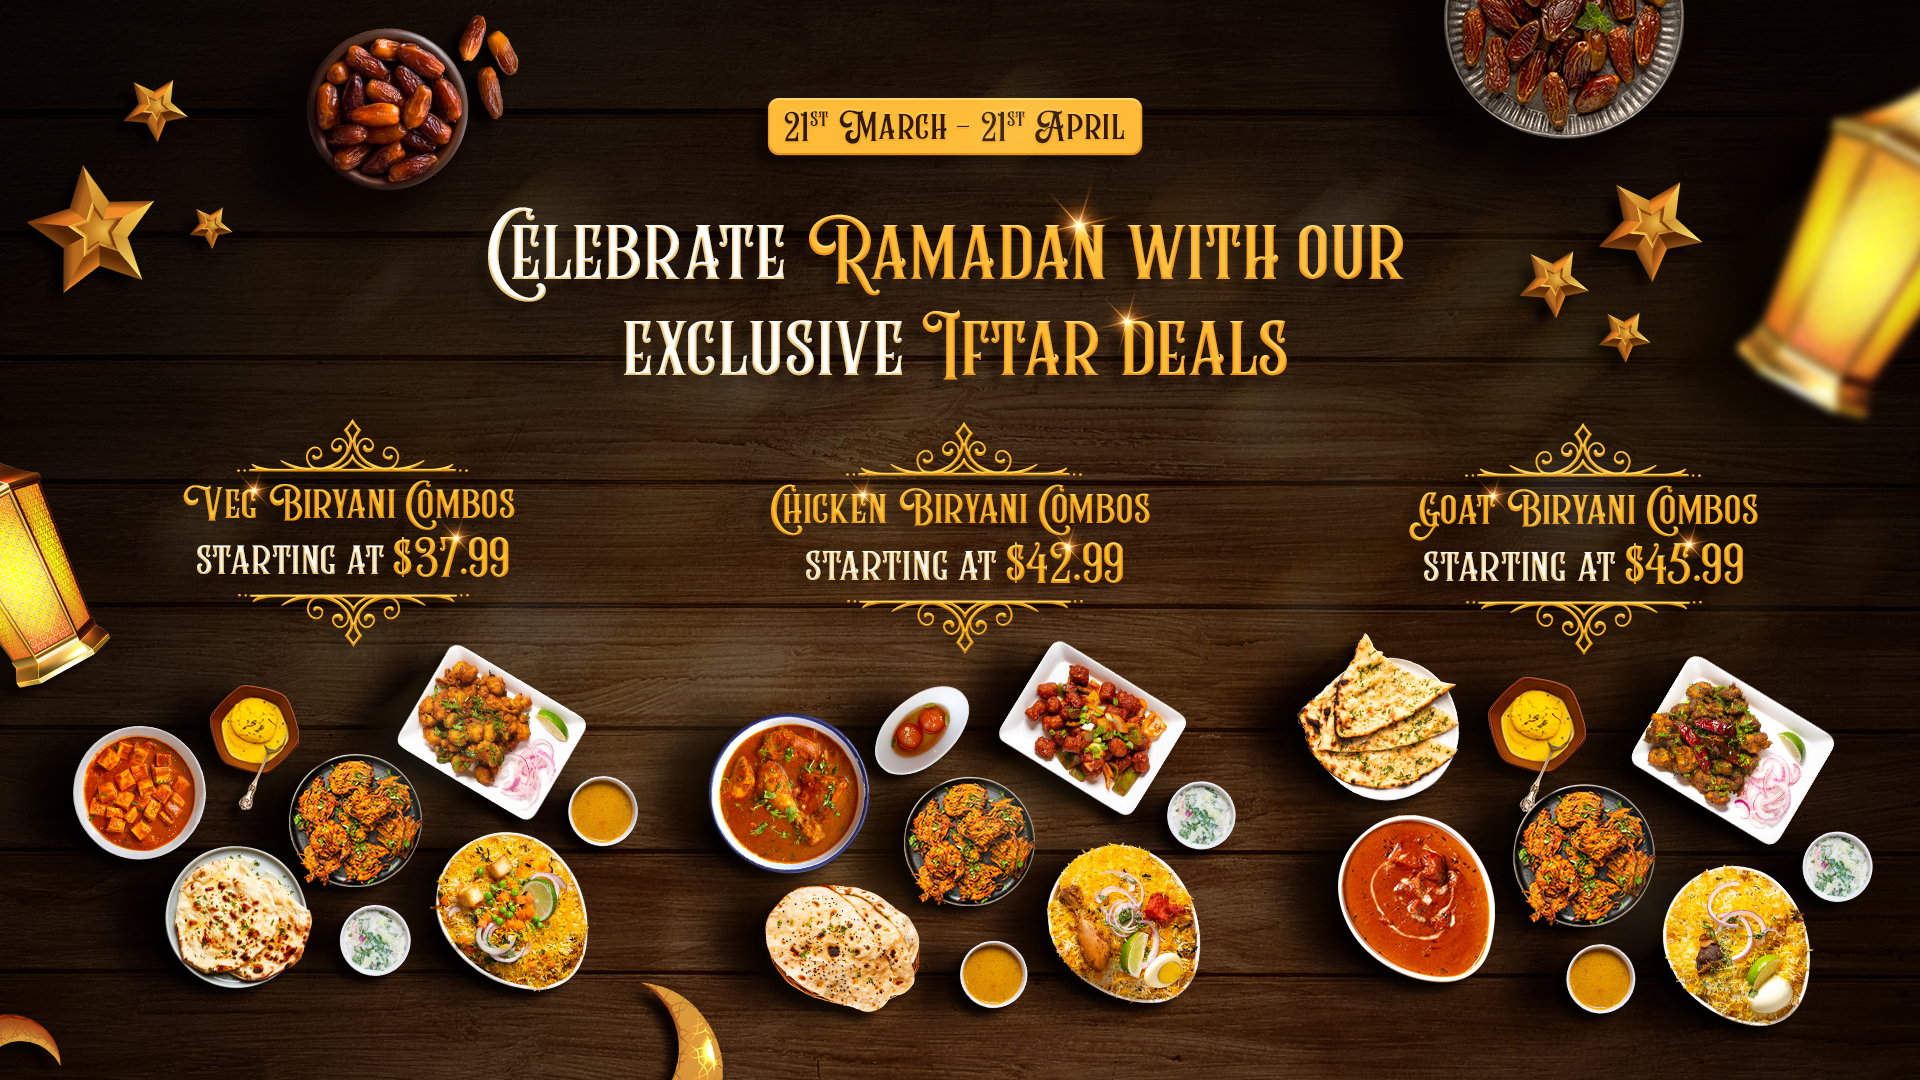 21st March - 21st April
Celebrate Ramadan with our
exclusive Iftar deals
Veg Biryani Combos
starting at $37.99
Chicken Biryani Combos
starting at $42.99
Goat Biryani Combos
starting at $45.99